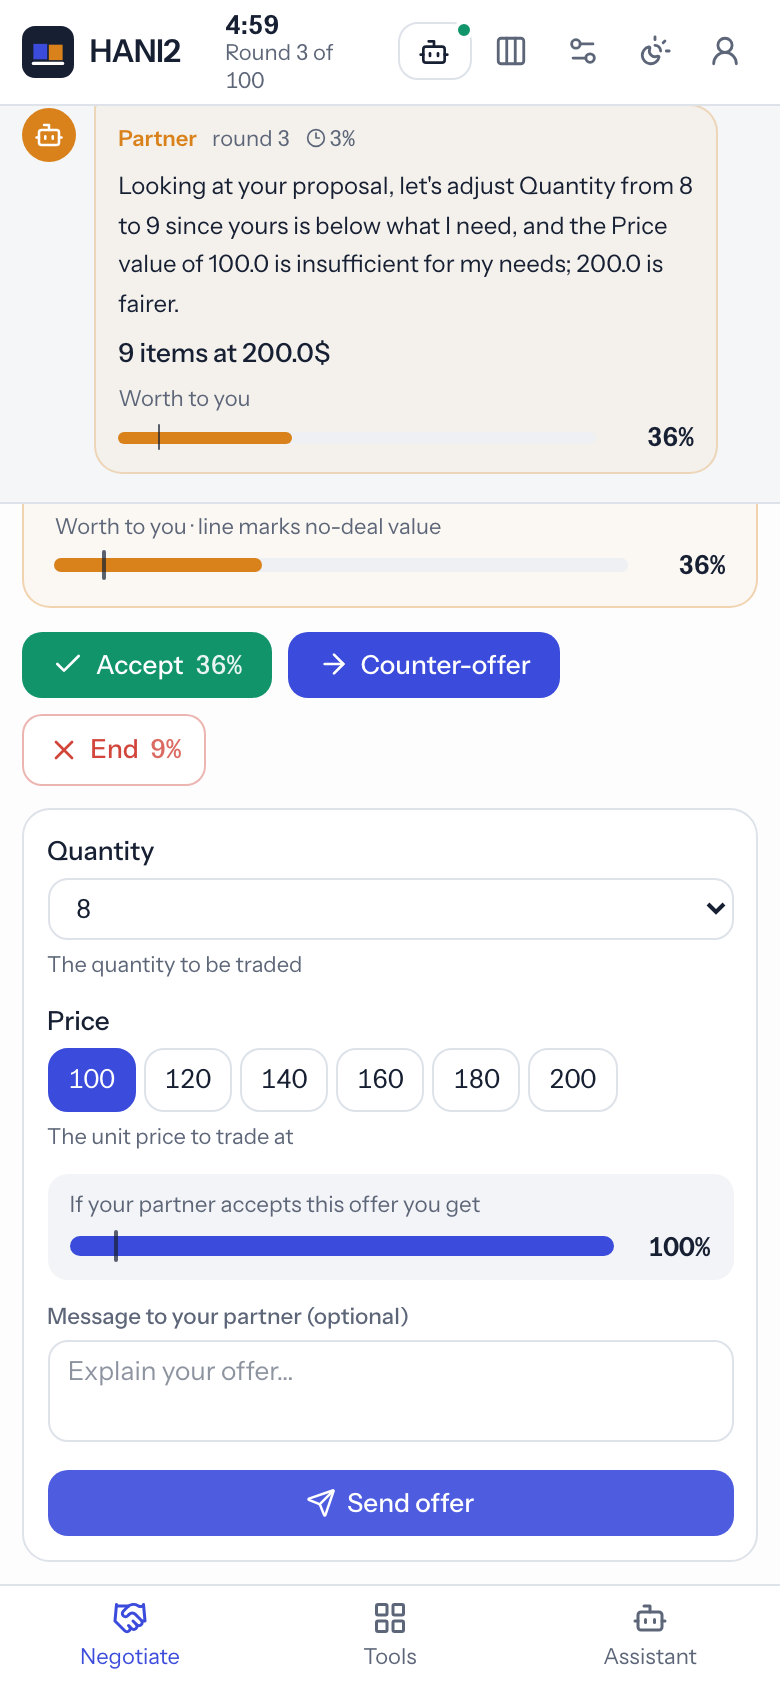 HANI2
4:59
Round 3 of
100
Partner round 3 3%
Looking at your proposal, let's adjust Quantity from 8
to 9 since yours is below what I need, and the Price
value of 100.0 is insufficient for my needs; 200.0 is
fairer.
9 items at 200.0$
Worth to you
36%
Worth to you · line marks no-deal value
36%
Accept 36%
Counter-offer
End 9%
Quantity
8
The quantity to be traded
Price
100 120 140 160 180 200
The unit price to trade at
If your partner accepts this offer you get
100%
Message to your partner (optional)
Explain your offer...
Send offer
Negotiate Tools Assistant